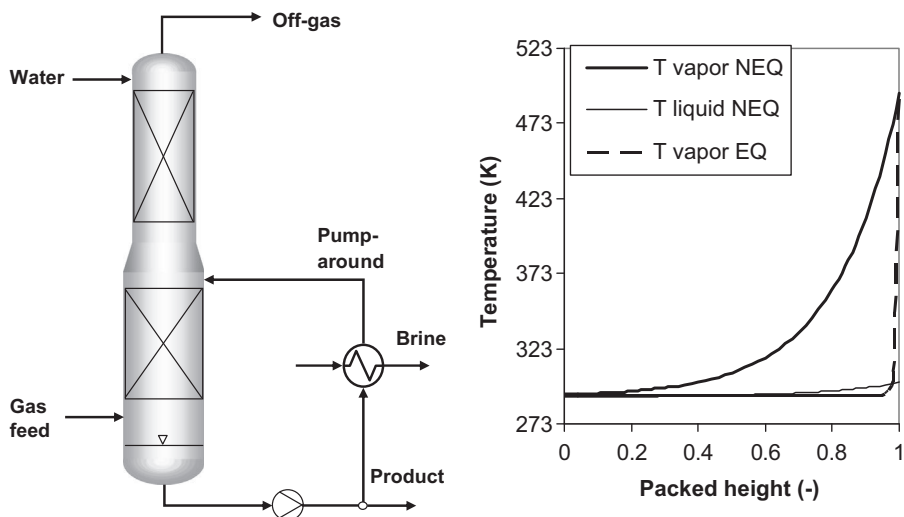 Off-gas
Water
Pump-
around
Brine
Gas
feed
Product
Temperature (K)
523
473
423
373
323
273
T vapor NEQ
T liquid NEQ
T vapor EQ
0
0.2
0.4
0.6
0.8
1
Packed height (-)